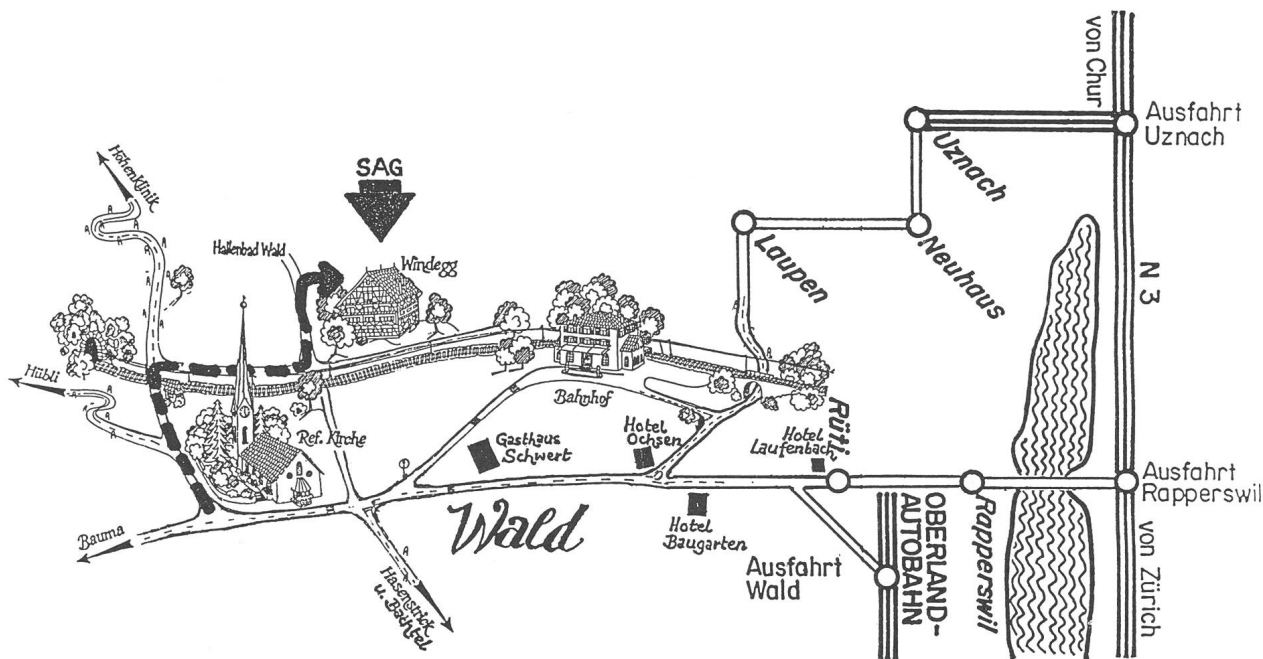 von Chur
Ausfahrt
Uznach
Uznach
Höhenklinik
SAG
Hallenbad Wald
Windegg
Laupen
Neuhaus
N 3
Hübli
Bahnhof
Rüti
Ref. Kirche
Gasthaus
Schwert
Hotel
Ochsen
Hotel
Laufenbach
Ausfahrt
Rapperswil
Bauma
Wald
Hotel
Baugarten
OBERLAND-
AUTOBAHN
Rapperswil
von Zürich
Ausfahrt
Wald
Hasenstrick
u. Bachtel